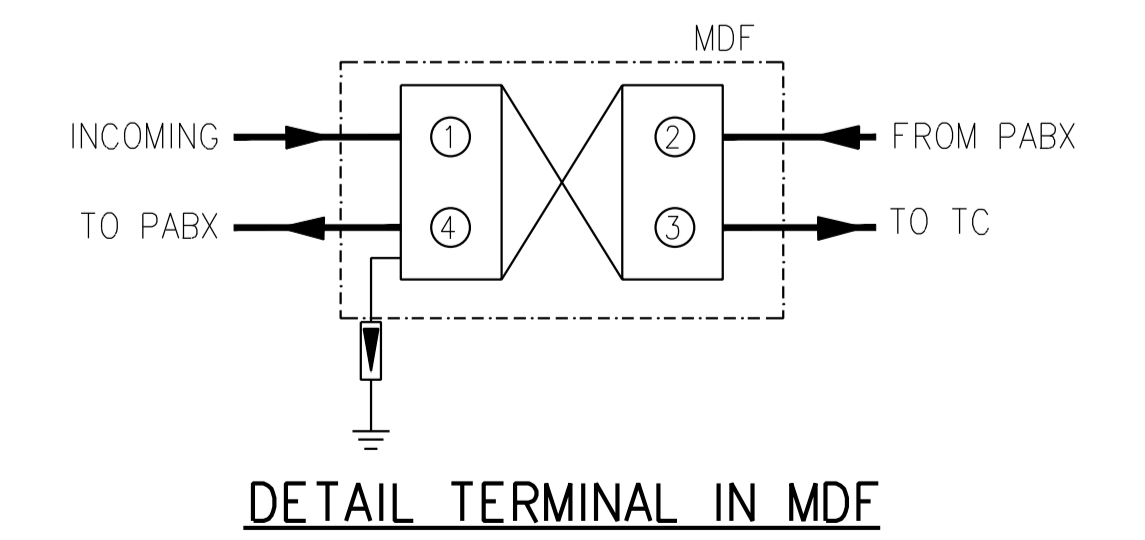 MDF
INCOMING
1
2
FROM PABX
TO PABX
4
3
TO TC
DETAIL TERMINAL IN MDF